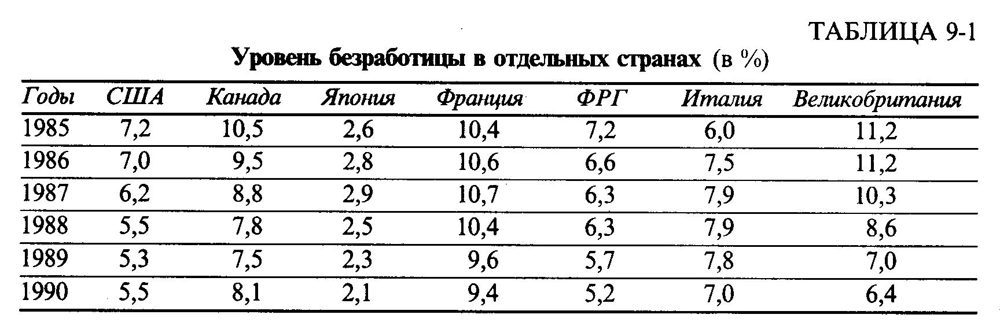 ТАБЛИЦА 9-1
Уровень безработицы в отдельных странах (в %)
Годы США Канада Япония Франция ФРГ Италия Великобритания
1985 7,2 10,5 2,6 10,4 7,2 6,0 11,2
1986 7,0 9,5 2,8 10,6 6,6 7,5 11,2
1987 6,2 8,8 2,9 10,7 6,3 7,9 10,3
1988 5,5 7,8 2,5 10,4 6,3 7,9 8,6
1989 5,3 7,5 2,3 9,6 5,7 7,8 7,0
1990 5,5 8,1 2,1 9,4 5,2 7,0 6,4